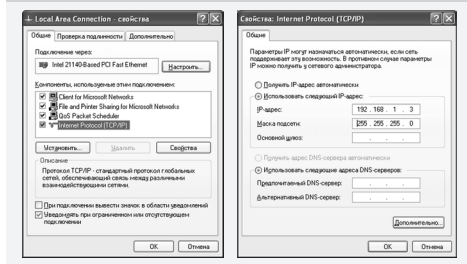 Local Area Connection - свойства
Общие Проверка подлинности Дополнительно
Подключение через:
Intel 21140-Based PCI Fast Ethernet
Настроить...
Компоненты, используемые этим подключением:
Client for Microsoft Networks
File and Printer Sharing for Microsoft Networks
QoS Packet Scheduler
Internet Protocol (TCP/IP)
Установить...
Удалить
Свойства
Описание
Протокол TCP/IP - стандартный протокол глобальных
сетей, обеспечивающий связь между различными
взаимодействующими сетями.
При подключении вывести значок в области уведомлений
Уведомлять при ограниченном или отсутствующем
подключении
ОК
Отмена
Свойства: Internet Protocol (TCP/IP)
Общие
Параметры IP могут назначаться автоматически, если сеть
поддерживает эту возможность. В противном случае параметры
IP можно получить у сетевого администратора.
Получить IP-адрес автоматически
Использовать следующий IP-адрес:
IP-адрес: 192 . 168 . 1 . 3
Маска подсети: 255 . 255 . 255 . 0
Основной шлюз: . . .
Получить адрес DNS-сервера автоматически
Использовать следующие адреса DNS-серверов:
Предпочитаемый DNS-сервер: . . .
Альтернативный DNS-сервер: . . .
Дополнительно...
ОК
Отмена